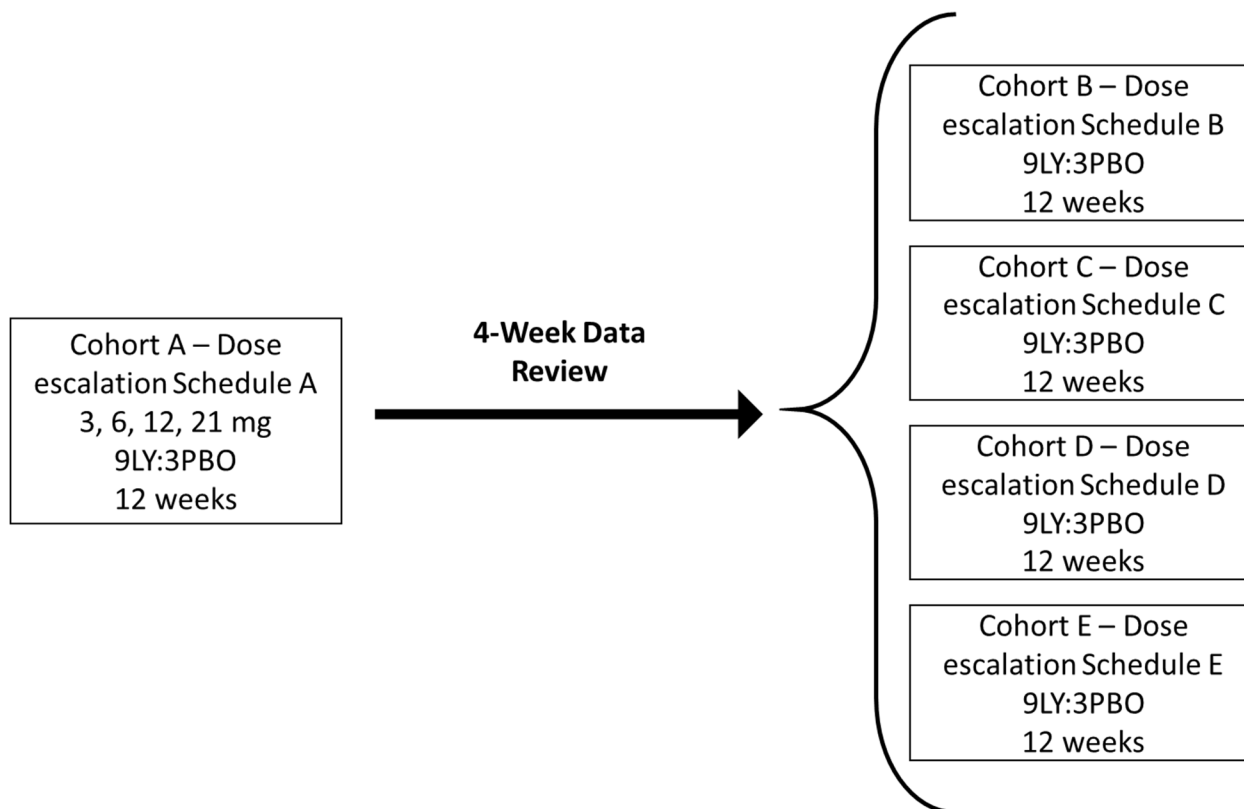 Cohort A – Dose
escalation Schedule A
3, 6, 12, 21 mg
9LY:3PBO
12 weeks
4-Week Data
Review
Cohort B – Dose
escalation Schedule B
9LY:3PBO
12 weeks
Cohort C – Dose
escalation Schedule C
9LY:3PBO
12 weeks
Cohort D – Dose
escalation Schedule D
9LY:3PBO
12 weeks
Cohort E – Dose
escalation Schedule E
9LY:3PBO
12 weeks